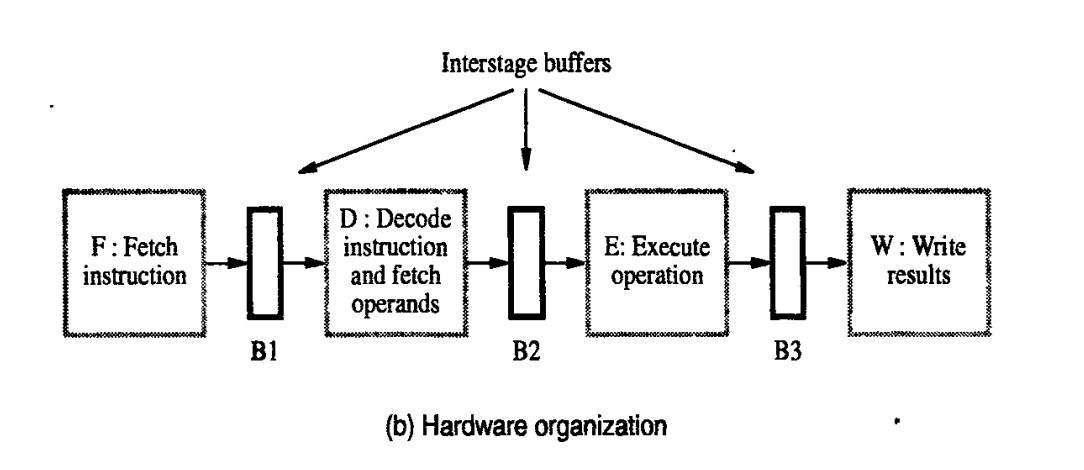 Interstage buffers
F : Fetch
instruction
D : Decode
instruction
and fetch
operands
E: Execute
operation
W : Write
results
B1
B2
B3
(b) Hardware organization